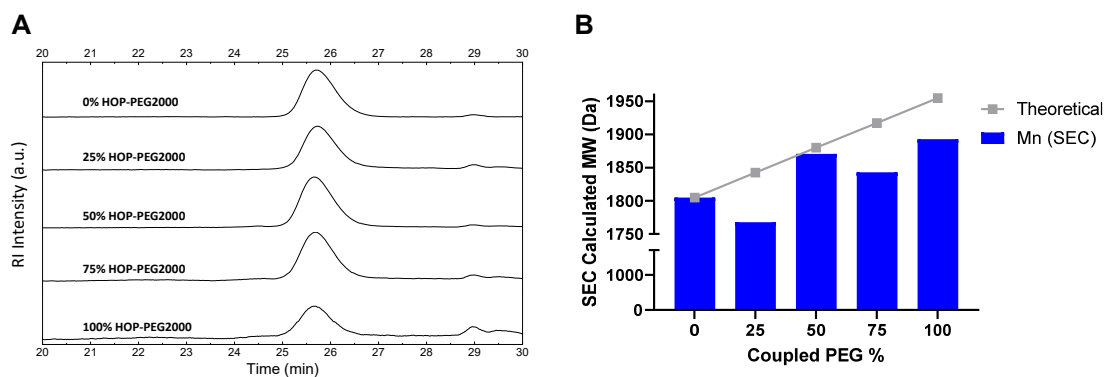 A
20 21 22 23 24 25 26 27 28 29 30
0% HOP-PEG2000
25% HOP-PEG2000
50% HOP-PEG2000
75% HOP-PEG2000
100% HOP-PEG2000
RI Intensity (a.u.)
20 21 22 23 24 25 26 27 28 29 30
Time (min)
B
SEC Calculated MW (Da)
1950
1900
1850
1800
1750
1000
0
0 25 50 75 100
Coupled PEG %
Theoretical
Mn (SEC)